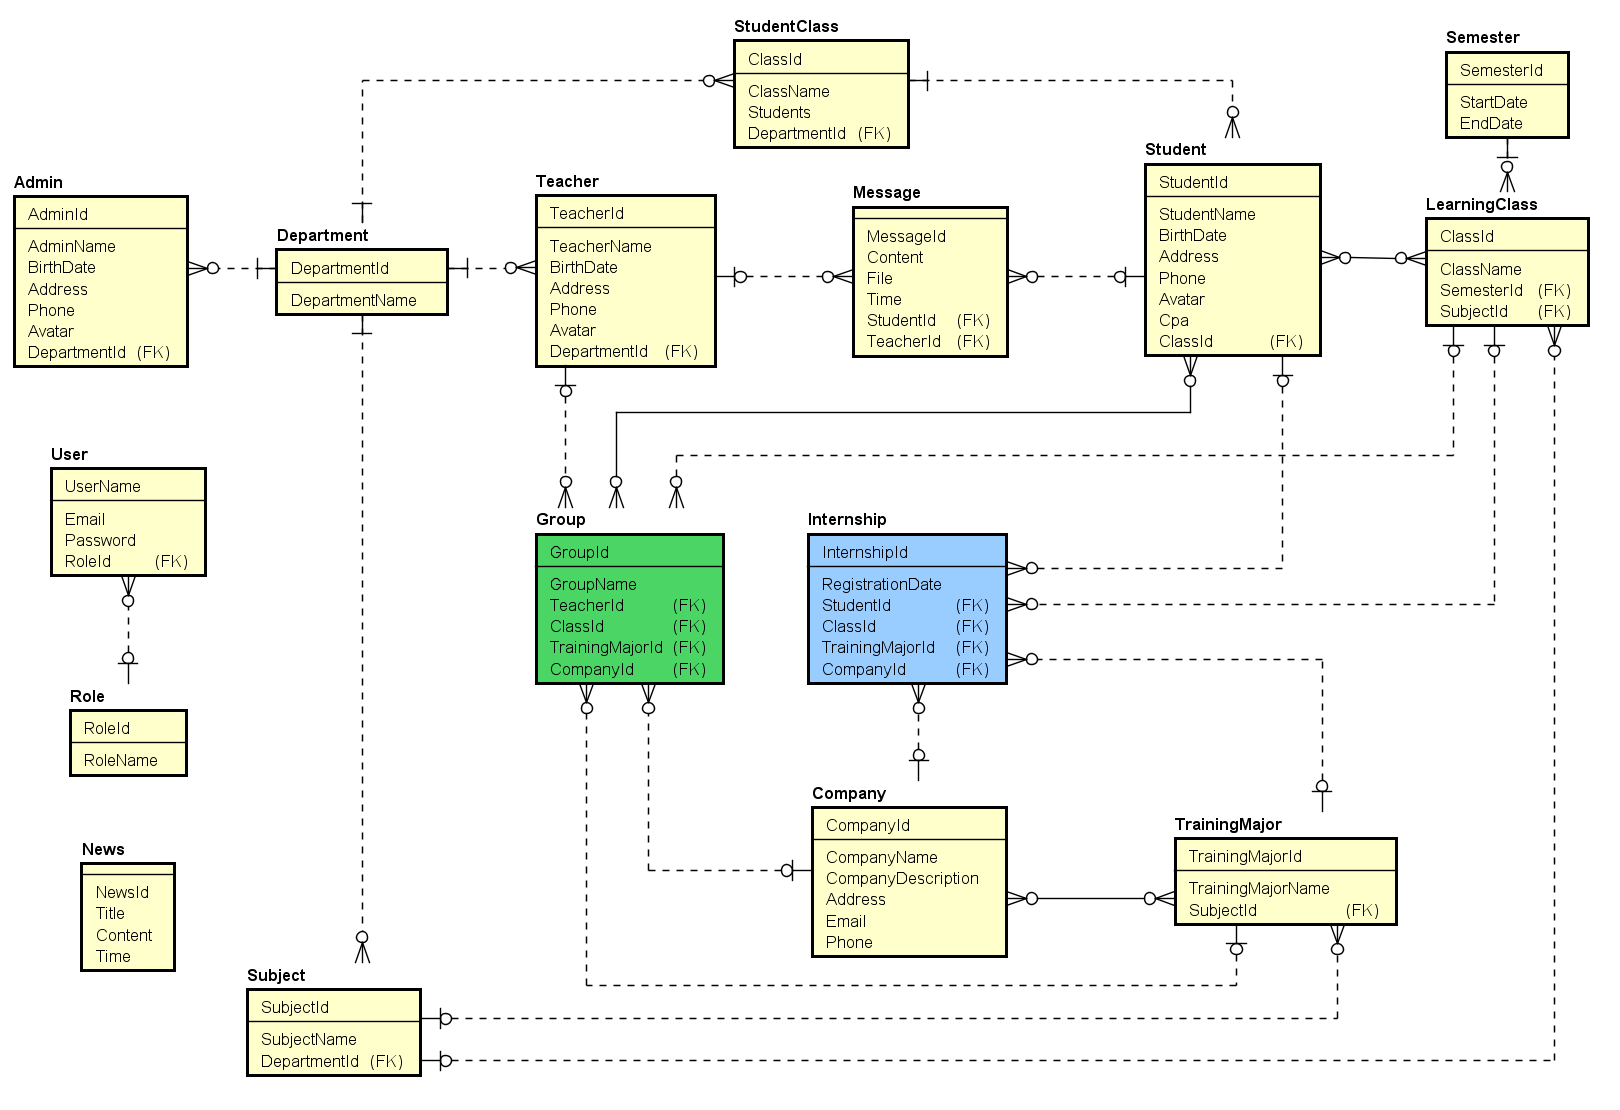 StudentClass
ClassId
ClassName
Students
DepartmentId (FK)
Semester
SemesterId
StartDate
EndDate
Admin
AdminId
AdminName
BirthDate
Address
Phone
Avatar
DepartmentId (FK)
Department
DepartmentId
DepartmentName
Teacher
TeacherId
TeacherName
BirthDate
Address
Phone
Avatar
DepartmentId (FK)
Message
MessageId
Content
File
Time
StudentId (FK)
TeacherId (FK)
Student
StudentId
StudentName
BirthDate
Address
Phone
Avatar
Cpa
ClassId (FK)
LearningClass
ClassId
ClassName
SemesterId (FK)
SubjectId (FK)
User
UserName
Email
Password
RoleId (FK)
Group
GroupId
GroupName
TeacherId (FK)
ClassId (FK)
TrainingMajorId (FK)
CompanyId (FK)
Internship
InternshipId
RegistrationDate
StudentId (FK)
ClassId (FK)
TrainingMajorId (FK)
CompanyId (FK)
Role
RoleId
RoleName
Company
CompanyId
CompanyName
CompanyDescription
Address
Email
Phone
TrainingMajor
TrainingMajorId
TrainingMajorName
SubjectId (FK)
News
NewsId
Title
Content
Time
Subject
SubjectId
SubjectName
DepartmentId (FK)